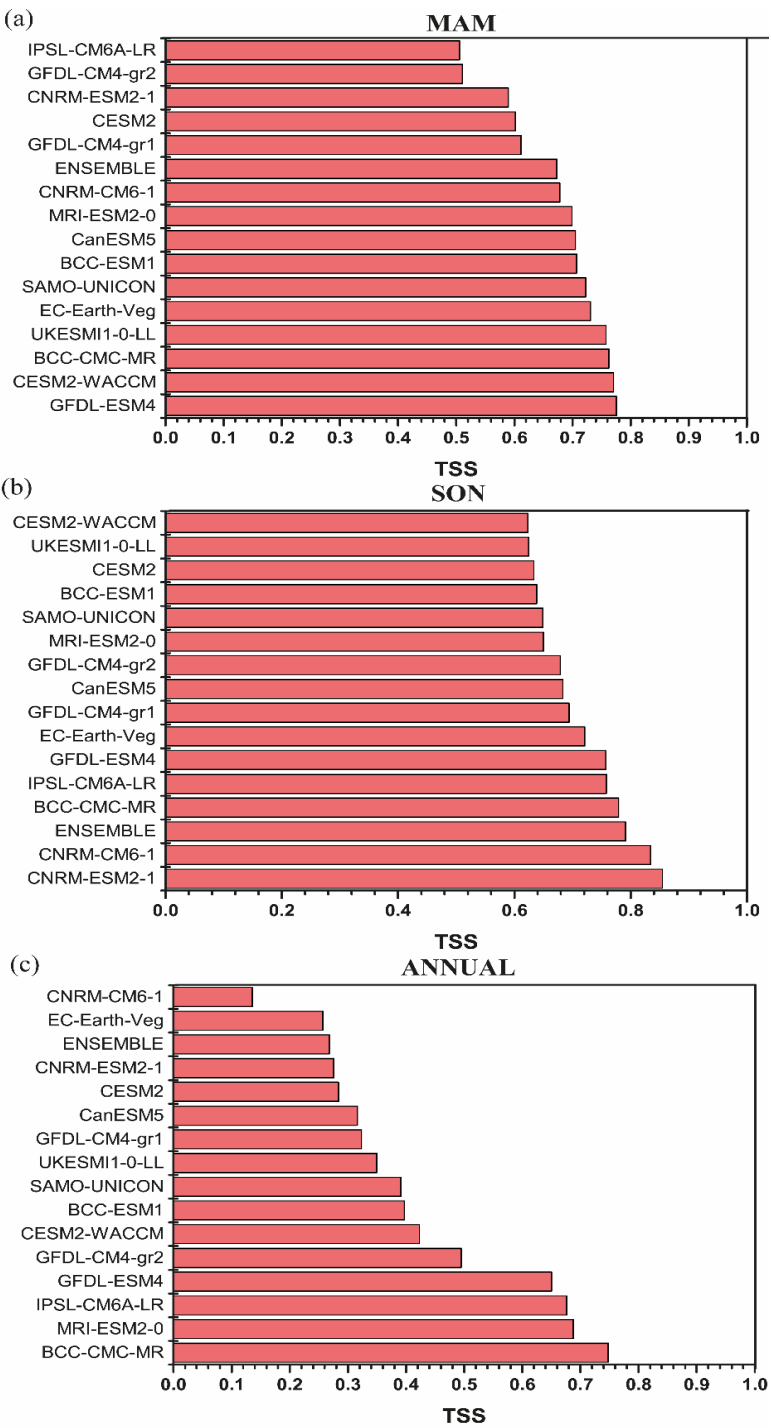 (a)
MAM
IPSL-CM6A-LR
GFDL-CM4-gr2
CNRM-ESM2-1
CESM2
GFDL-CM4-gr1
ENSEMBLE
CNRM-CM6-1
MRI-ESM2-0
CanESM5
BCC-ESM1
SAMO-UNICON
EC-Earth-Veg
UKESMI1-0-LL
BCC-CMC-MR
CESM2-WACCM
GFDL-ESM4
0.0 0.1 0.2 0.3 0.4 0.5 0.6 0.7 0.8 0.9 1.0
TSS
(b)
SON
CESM2-WACCM
UKESMI1-0-LL
CESM2
BCC-ESM1
SAMO-UNICON
MRI-ESM2-0
GFDL-CM4-gr2
CanESM5
GFDL-CM4-gr1
EC-Earth-Veg
GFDL-ESM4
IPSL-CM6A-LR
BCC-CMC-MR
ENSEMBLE
CNRM-CM6-1
CNRM-ESM2-1
0.0 0.2 0.4 0.6 0.8 1.0
TSS
(c)
ANNUAL
CNRM-CM6-1
EC-Earth-Veg
ENSEMBLE
CNRM-ESM2-1
CESM2
CanESM5
GFDL-CM4-gr1
UKESMI1-0-LL
SAMO-UNICON
BCC-ESM1
CESM2-WACCM
GFDL-CM4-gr2
GFDL-ESM4
IPSL-CM6A-LR
MRI-ESM2-0
BCC-CMC-MR
0.0 0.1 0.2 0.3 0.4 0.5 0.6 0.7 0.8 0.9 1.0
TSS